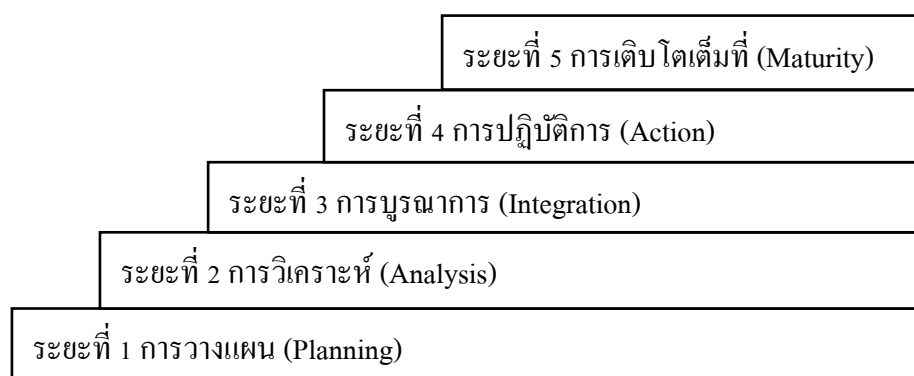 ระยะที่ 5 การเติบโตเต็มที่ (Maturity)
ระยะที่ 4 การปฏิบัติการ (Action)
ระยะที่ 3 การบูรณาการ (Integration)
ระยะที่ 2 การวิเคราะห์ (Analysis)
ระยะที่ 1 การวางแผน (Planning)